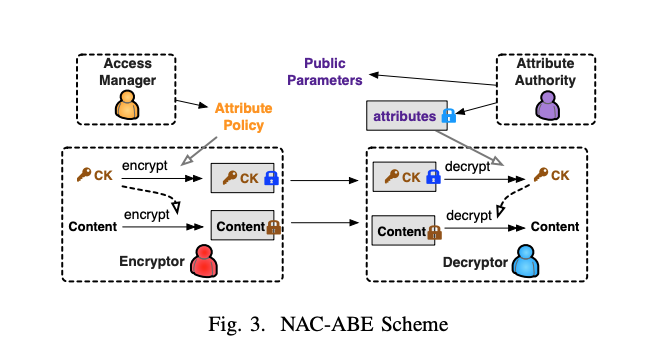 Access
Manager
Public
Parameters
Attribute
Authority
Attribute
Policy
attributes
CK
encrypt
CK
CK
decrypt
CK
Content
encrypt
Content
Content
decrypt
Content
Encryptor
Decryptor
Fig. 3. NAC-ABE Scheme